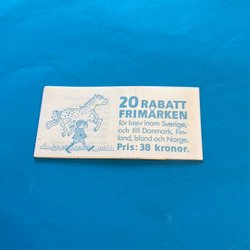 20 RABATT
FRIMÄRKEN
för brev inom Sverige,
och till Danmark, Fin-
land, Island och Norge.
Pris: 38 kronor.